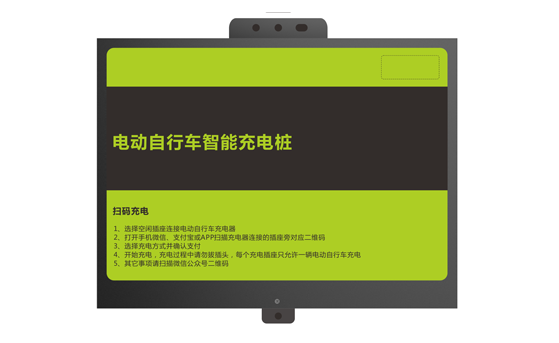 电动自行车智能充电桩
扫码充电
1、选择空闲插座连接电动自行车充电器
2、打开手机微信、支付宝或APP扫描充电器连接的插座旁对应二维码
3、选择充电方式并确认支付
4、开始充电，充电过程中请勿拔插头，每个充电插座只允许一辆电动自行车充电
5、其它事项请扫描微信公众号二维码